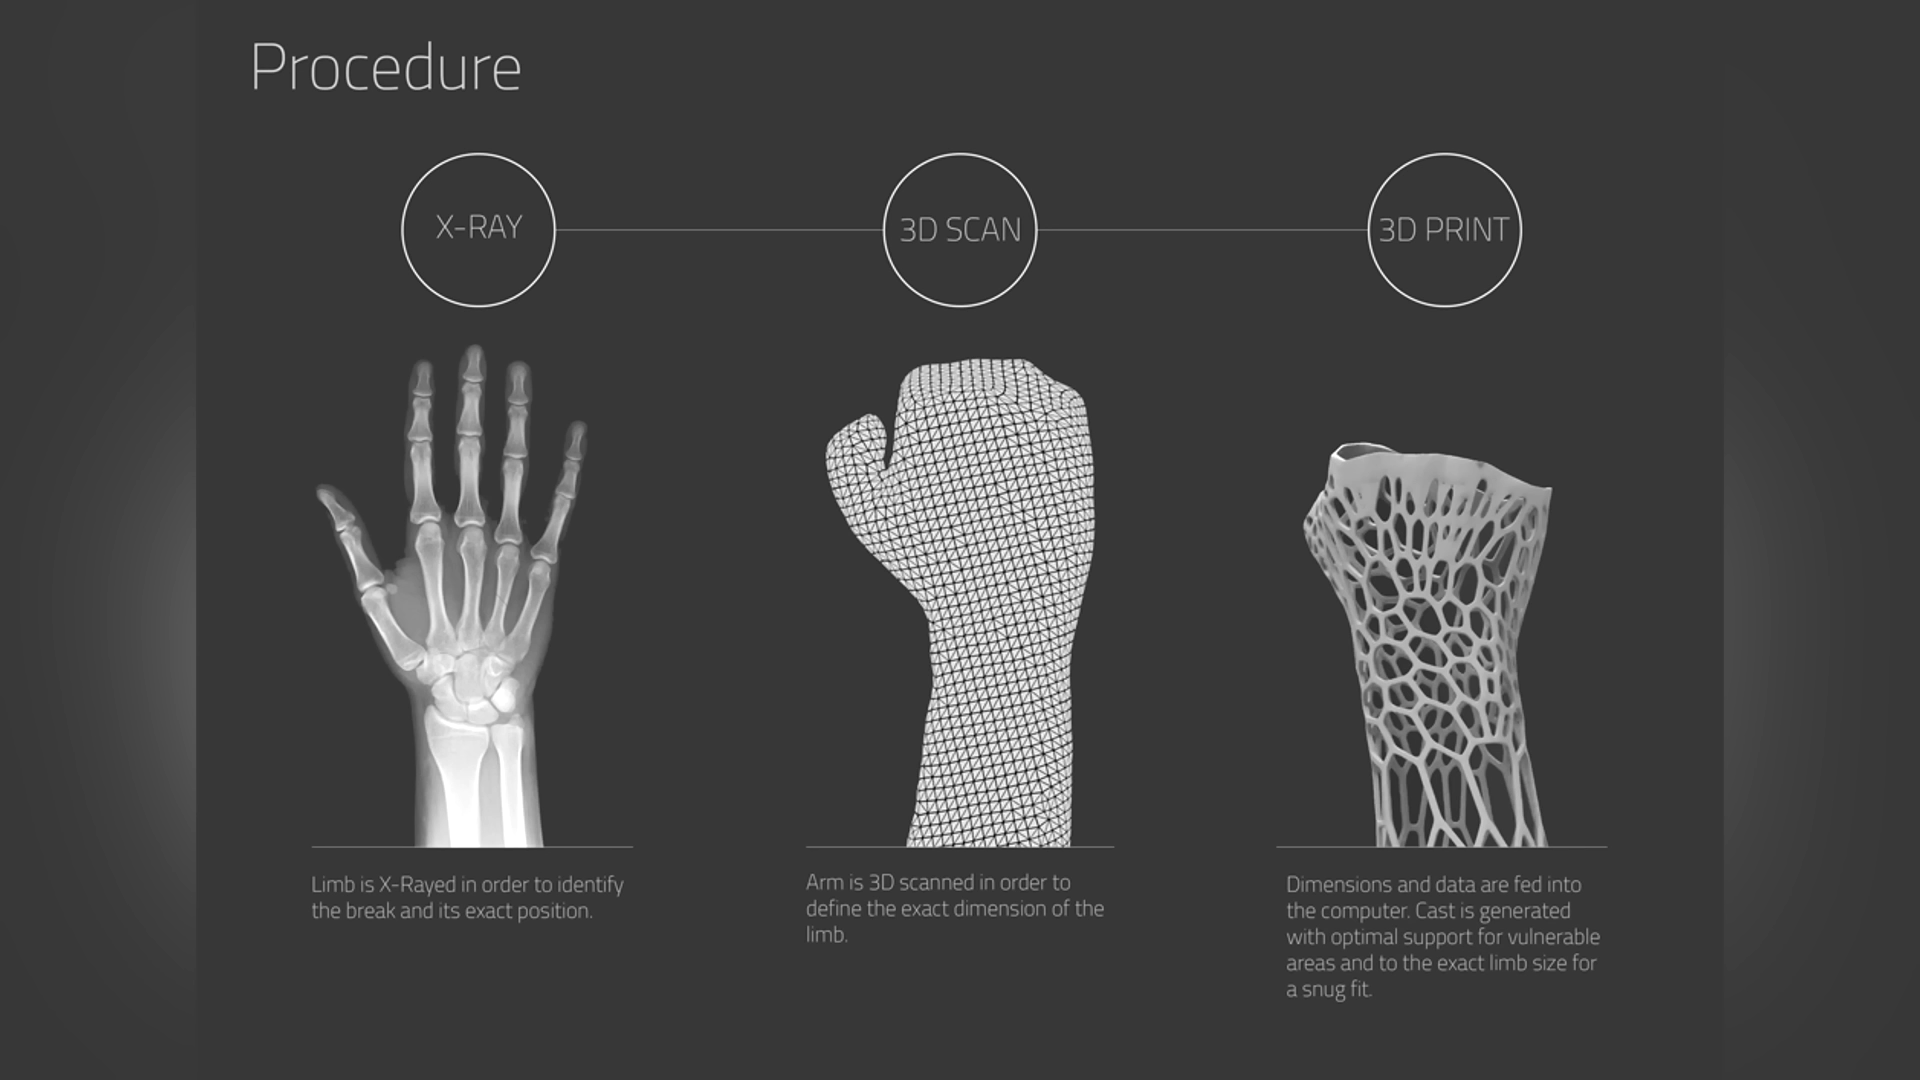 Procedure
X-RAY
3D SCAN
3D PRINT
Limb is X-Rayed in order to identify
the break and its exact position.
Arm is 3D scanned in order to
define the exact dimension of the
limb.
Dimensions and data are fed into
the computer. Cast is generated
with optimal support for vulnerable
areas and to the exact limb size for
a snug fit.